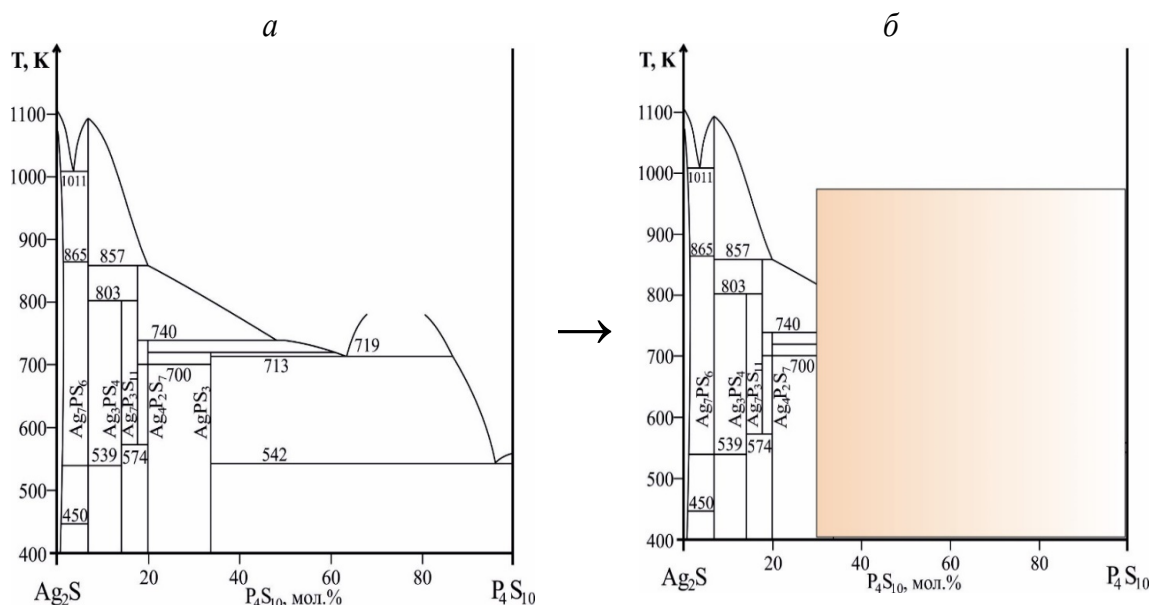 а
T, K
1100
1011
1000
900
865
857
803
800
740
719
713
700
700
Ag₇PS₆
Ag₃PS₄
Ag₇P₃S₁₁
Ag₄P₂S₇
AgPS₃
600
574
539
542
500
450
400
20
40
60
80
Ag₂S
P₄S₁₀, мол.%
P₄S₁₀
→
б
T, K
1100
1011
1000
900
865
857
803
800
740
700
700
Ag₇PS₆
Ag₃PS₄
Ag₇P₃S₁₁
Ag₄P₂S₇
600
574
539
500
450
400
20
40
60
80
Ag₂S
P₄S₁₀, мол.%
P₄S₁₀